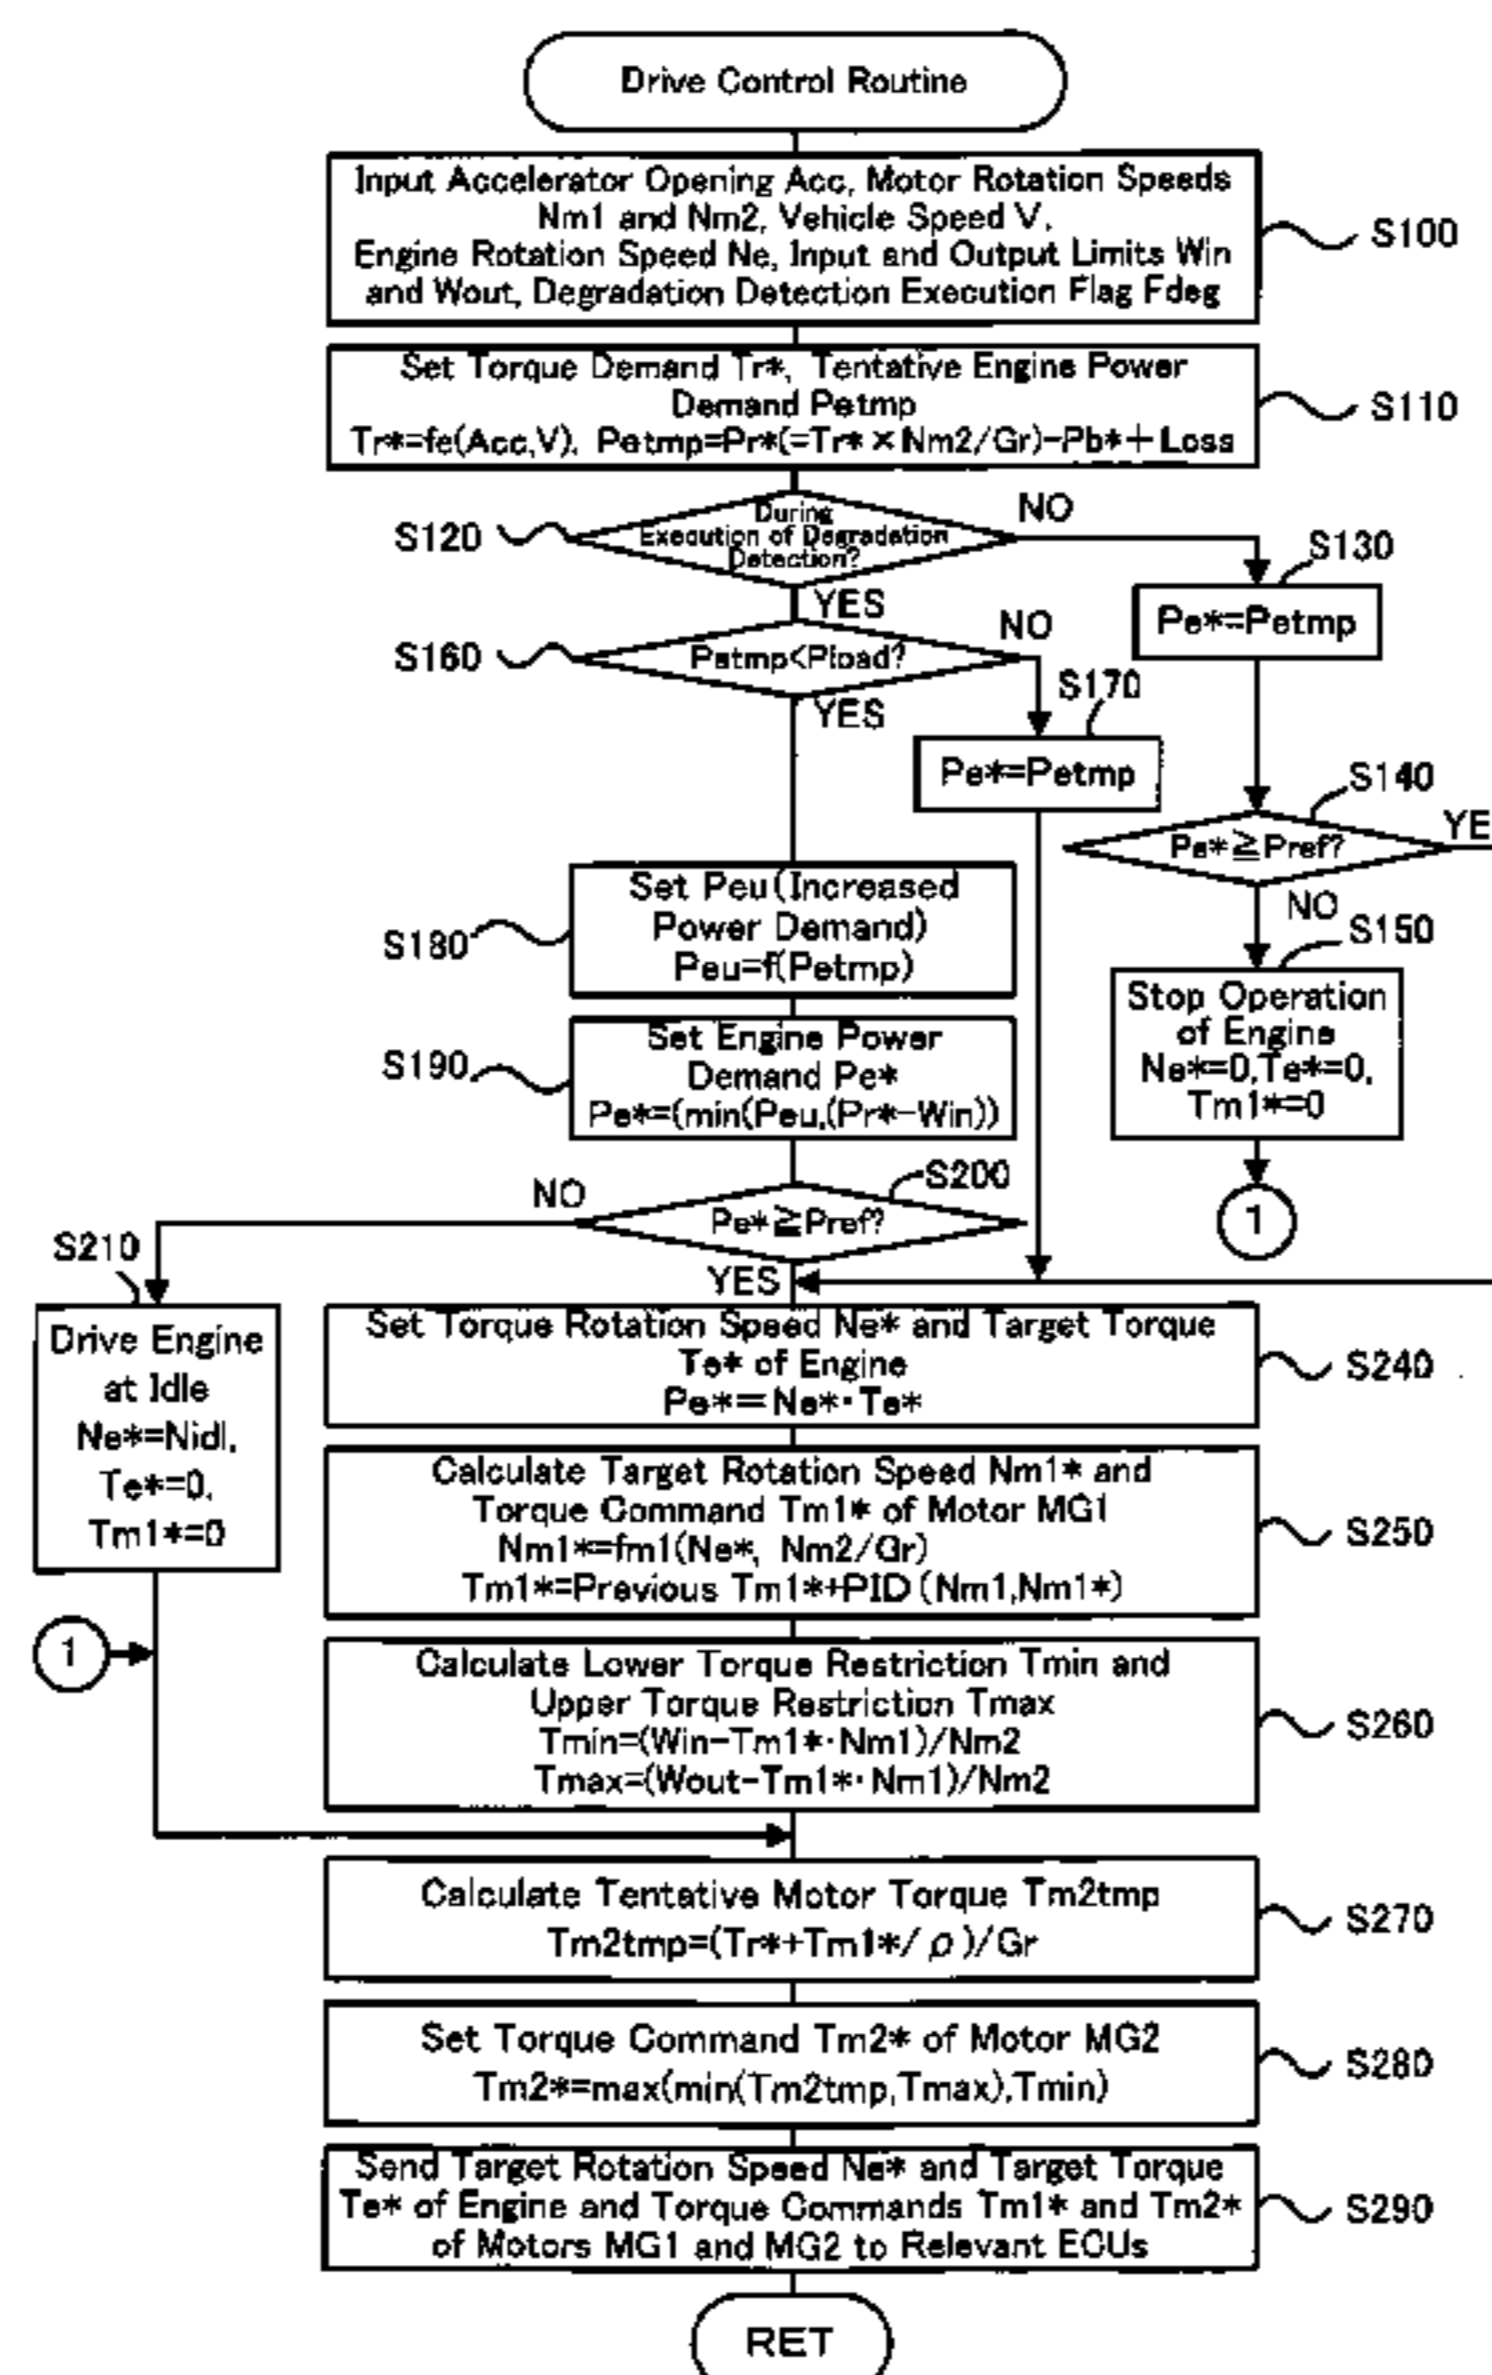 Drive Control Routine
Input Accelerator Opening Acc, Motor Rotation Speeds
Nm1 and Nm2, Vehicle Speed V,
Engine Rotation Speed Ne, Input and Output Limits Win
and Wout, Degradation Detection Execution Flag Fdeg
S100
Set Torque Demand Tr*, Tentative Engine Power
Demand Petmp
Tr*=fe(Acc,V), Petmp=Pr*(=Tr*×Nm2/Gr)-Pb*+Loss
S110
During
Execution of Degradation
Detection?
S120
NO
YES
S130
Pe*=Petmp
Petmp<Pload?
S160
NO
YES
S170
Pe*=Petmp
S140
Pe*≧Pref?
YE
NO
S150
Stop Operation
of Engine
Ne*=0,Te*=0,
Tm1*=0
1
Set Peu(Increased
Power Demand)
Peu=f(Petmp)
S180
Set Engine Power
Demand Pe*
Pe*=(min(Peu,(Pr*-Win))
S190
S200
Pe*≧Pref?
NO
YES
S210
Drive Engine
at Idle
Ne*=Nidl,
Te*=0,
Tm1*=0
1
Set Torque Rotation Speed Ne* and Target Torque
Te* of Engine
Pe*=Ne*·Te*
S240
Calculate Target Rotation Speed Nm1* and
Torque Command Tm1* of Motor MG1
Nm1*=fm1(Ne*, Nm2/Gr)
Tm1*=Previous Tm1*+PID(Nm1,Nm1*)
S250
Calculate Lower Torque Restriction Tmin and
Upper Torque Restriction Tmax
Tmin=(Win-Tm1*·Nm1)/Nm2
Tmax=(Wout-Tm1*·Nm1)/Nm2
S260
Calculate Tentative Motor Torque Tm2tmp
Tm2tmp=(Tr*+Tm1*/ρ)/Gr
S270
Set Torque Command Tm2* of Motor MG2
Tm2*=max(min(Tm2tmp,Tmax),Tmin)
S280
Send Target Rotation Speed Ne* and Target Torque
Te* of Engine and Torque Commands Tm1* and Tm2*
of Motors MG1 and MG2 to Relevant ECUs
S290
RET